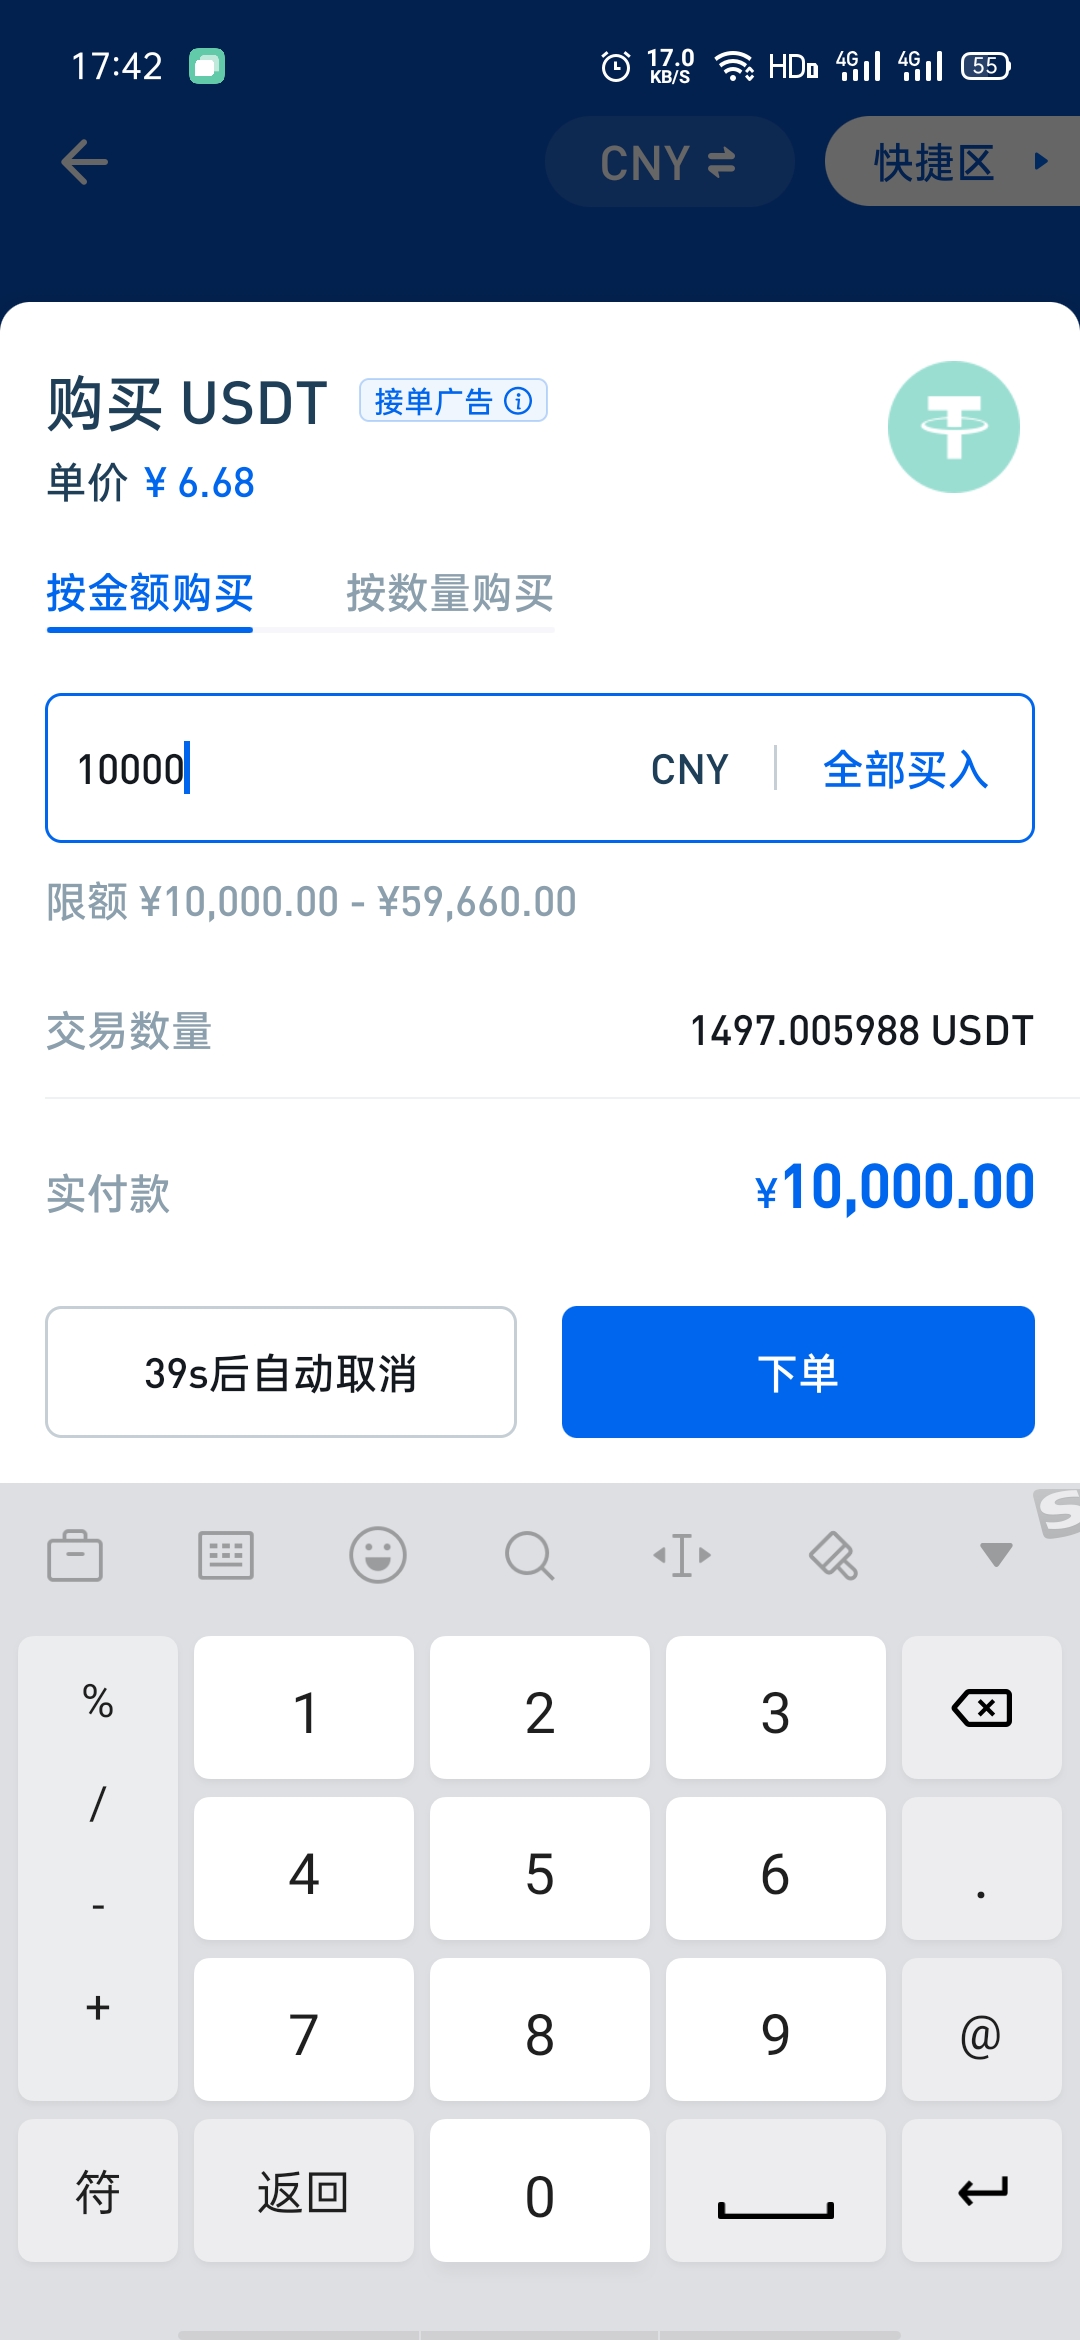 17:42
17.0 KB/S HD 4G 4G 55
CNY 快捷区
购买 USDT 接单广告
单价 ¥ 6.68
按金额购买 按数量购买
10000 CNY 全部买入
限额 ¥10,000.00 - ¥59,660.00
交易数量 1497.005988 USDT
实付款 ¥10,000.00
39s后自动取消 下单
% 1 2 3
/ 4 5 6 .
-
+ 7 8 9 @
符 返回 0